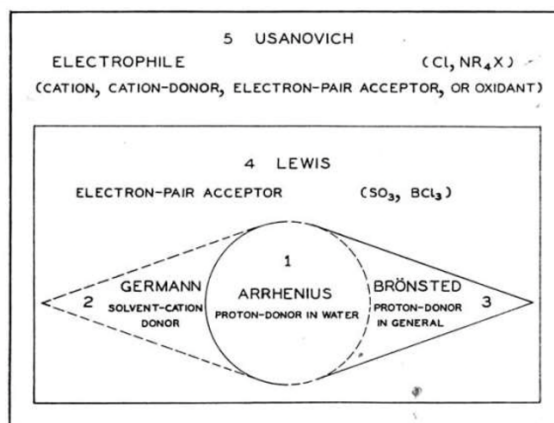 5 USANOVICH
ELECTROPHILE (Cl, NR₄X)
(CATION, CATION-DONOR, ELECTRON-PAIR ACCEPTOR, OR OXIDANT)
4 LEWIS
ELECTRON-PAIR ACCEPTOR (SO₃, BCl₃)
1
GERMANN
2
SOLVENT-CATION
DONOR
ARRHENIUS
PROTON-DONOR IN WATER
BRÖNSTED
PROTON-DONOR
IN GENERAL
3